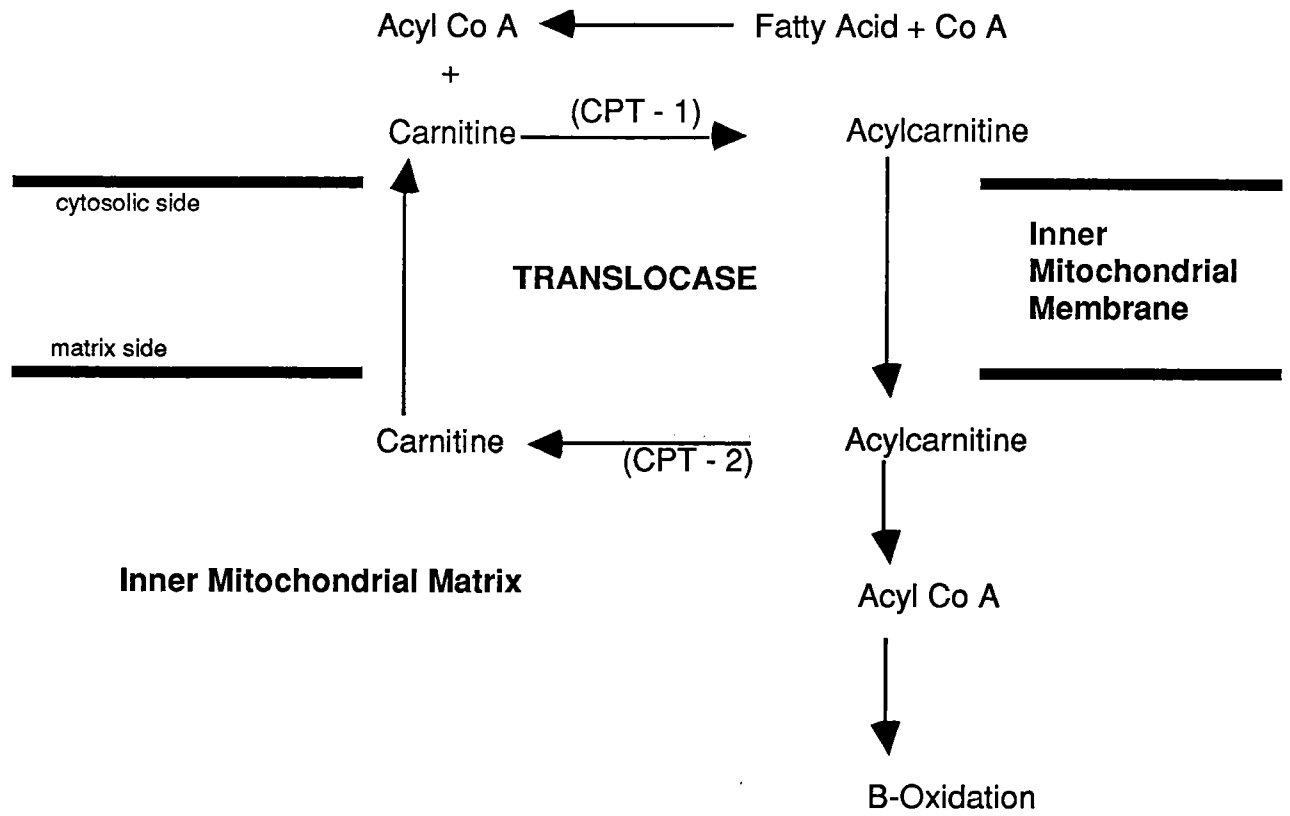 Acyl Co A
Fatty Acid + Co A
+
(CPT - 1)
Carnitine
Acylcarnitine
cytosolic side
Inner
Mitochondrial
Membrane
TRANSLOCASE
matrix side
Carnitine
(CPT - 2)
Acylcarnitine
Inner Mitochondrial Matrix
Acyl Co A
B-Oxidation